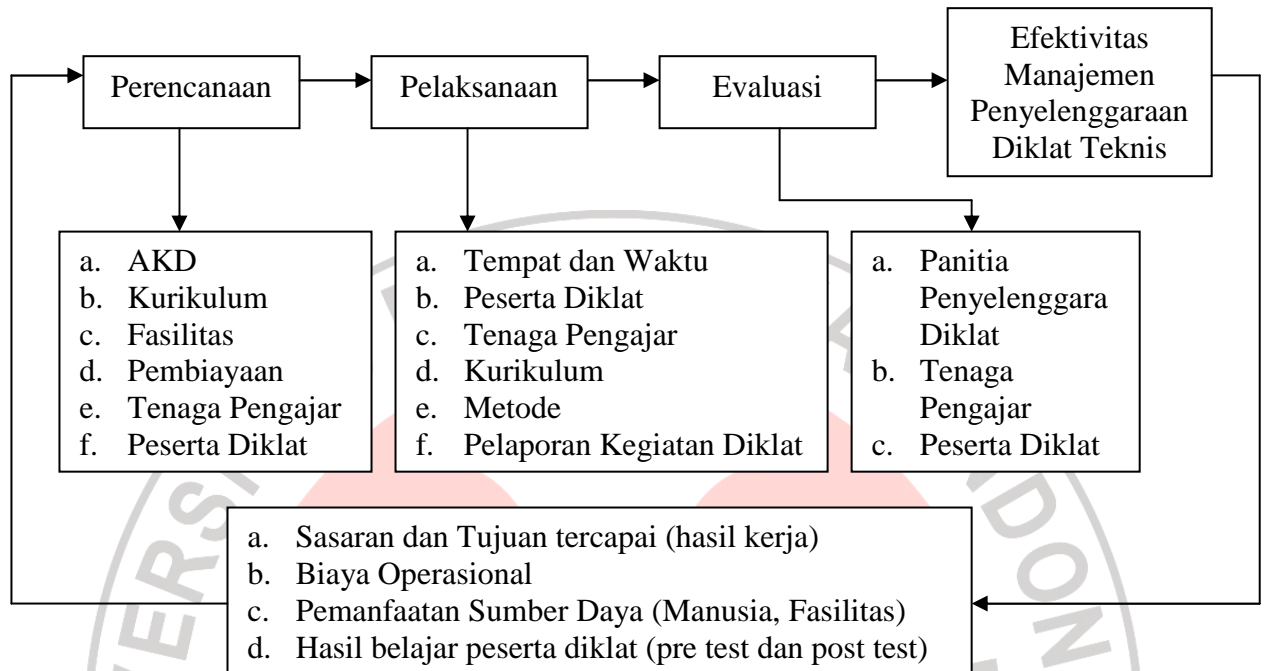 Perencanaan
Pelaksanaan
Evaluasi
Efektivitas
Manajemen
Penyelenggaraan
Diklat Teknis
a. AKD
b. Kurikulum
c. Fasilitas
d. Pembiayaan
e. Tenaga Pengajar
f. Peserta Diklat
a. Tempat dan Waktu
b. Peserta Diklat
c. Tenaga Pengajar
d. Kurikulum
e. Metode
f. Pelaporan Kegiatan Diklat
a. Panitia
Penyelenggara
Diklat
b. Tenaga
Pengajar
c. Peserta Diklat
a. Sasaran dan Tujuan tercapai (hasil kerja)
b. Biaya Operasional
c. Pemanfaatan Sumber Daya (Manusia, Fasilitas)
d. Hasil belajar peserta diklat (pre test dan post test)